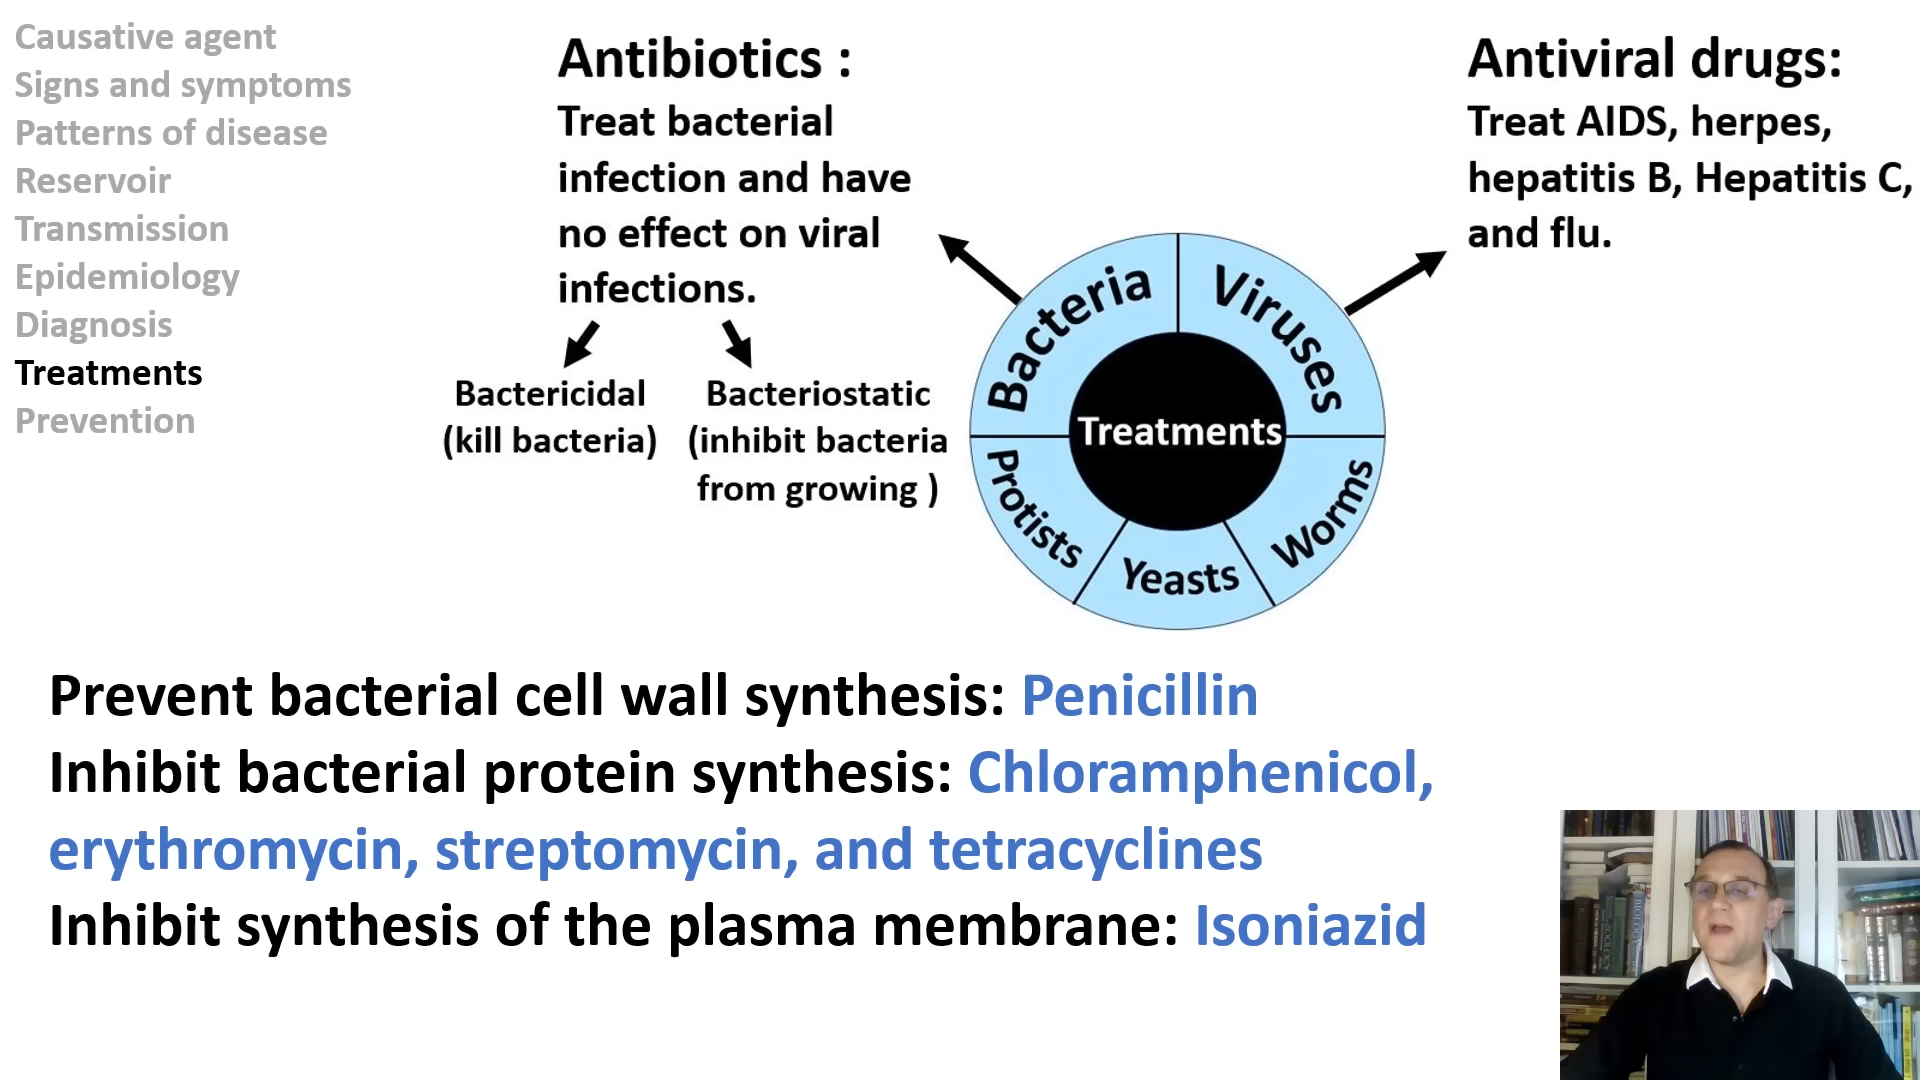 Causative agent
Signs and symptoms
Patterns of disease
Reservoir
Transmission
Epidemiology
Diagnosis
Treatments
Prevention
Antibiotics :
Treat bacterial
infection and have
no effect on viral
infections.
Bactericidal
(kill bacteria)
Bacteriostatic
(inhibit bacteria
from growing )
Antiviral drugs:
Treat AIDS, herpes,
hepatitis B, Hepatitis C,
and flu.
Bacteria
Viruses
Treatments
Protists
Yeasts
Worms
Prevent bacterial cell wall synthesis: Penicillin
Inhibit bacterial protein synthesis: Chloramphenicol,
erythromycin, streptomycin, and tetracyclines
Inhibit synthesis of the plasma membrane: Isoniazid